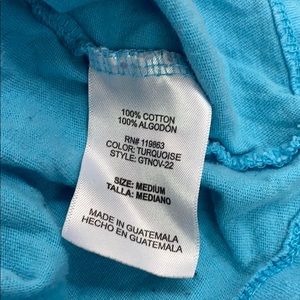 100% COTTON
100% ALGODÓN
RN# 119863
COLOR: TURQUOISE
STYLE: GTNOV-22
SIZE: MEDIUM
TALLA: MEDIANO
MADE IN GUATEMALA
HECHO EN GUATEMALA